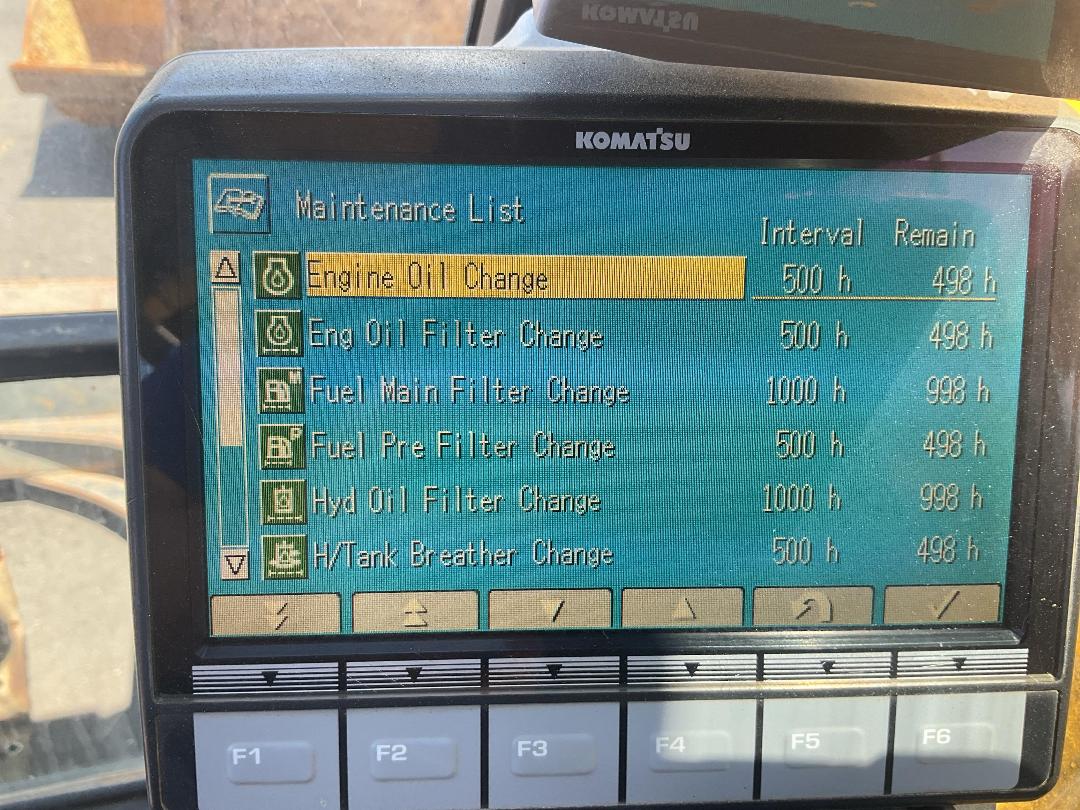 KOMATSU
KOMATSU
Maintenance List
Interval Remain
Engine Oil Change 500 h 498 h
Eng Oil Filter Change 500 h 498 h
Fuel Main Filter Change 1000 h 998 h
Fuel Pre Filter Change 500 h 498 h
Hyd Oil Filter Change 1000 h 998 h
H/Tank Breather Change 500 h 498 h
F1 F2 F3 F4 F5 F6